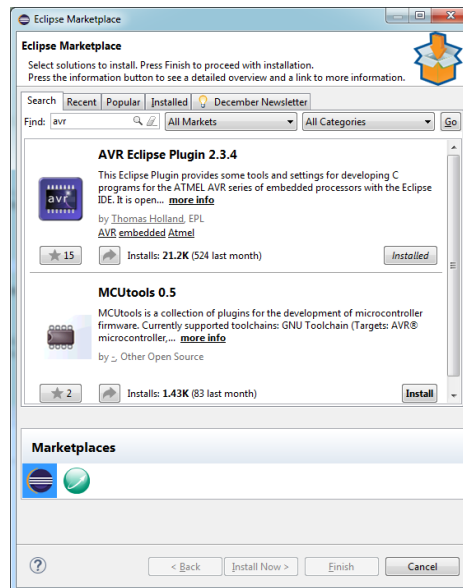 Eclipse Marketplace
Eclipse Marketplace
Select solutions to install. Press Finish to proceed with installation.
Press the information button to see a detailed overview and a link to more information.
Search Recent Popular Installed December Newsletter
Find: avr All Markets All Categories Go
AVR Eclipse Plugin 2.3.4
This Eclipse Plugin provides some tools and settings for developing C
programs for the ATMEL AVR series of embedded processors with the Eclipse
IDE. It is open... more info
avr
by Thomas Holland, EPL
AVR embedded Atmel
15 Installs: 21.2K (524 last month) Installed
MCUtools 0.5
MCUtools is a collection of plugins for the development of microcontroller
firmware. Currently supported toolchains: GNU Toolchain (Targets: AVR®
microcontroller,... more info
by -, Other Open Source
2 Installs: 1.43K (83 last month) Install
Marketplaces
? < Back Install Now > Finish Cancel